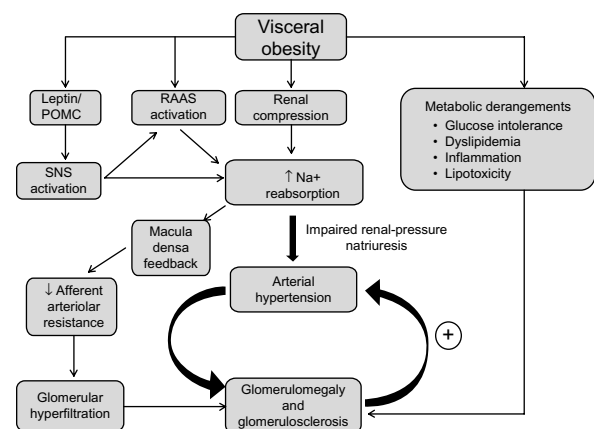 Visceral
obesity
Leptin/
POMC
RAAS
activation
Renal
compression
Metabolic derangements
• Glucose intolerance
• Dyslipidemia
• Inflammation
• Lipotoxicity
SNS
activation
↑ Na+
reabsorption
Macula
densa
feedback
Impaired renal-pressure
natriuresis
↓ Afferent
arteriolar
resistance
Arterial
hypertension
+
Glomerular
hyperfiltration
Glomerulomegaly
and
glomerulosclerosis